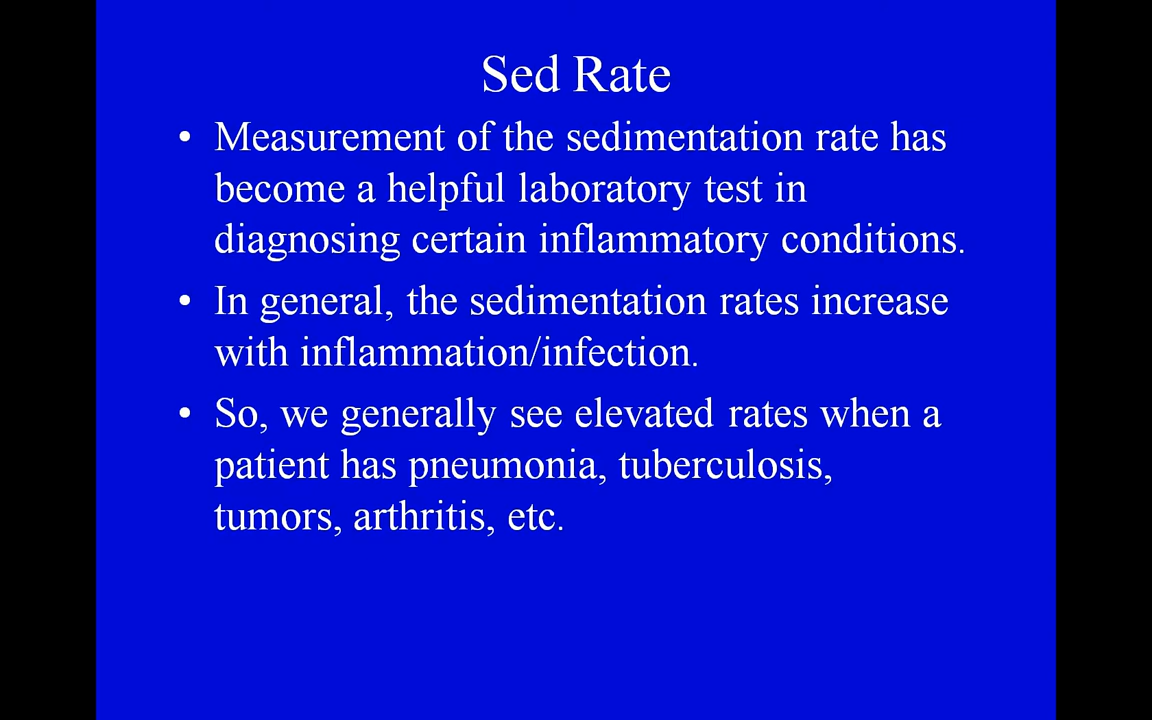 Sed Rate
• Measurement of the sedimentation rate has
become a helpful laboratory test in
diagnosing certain inflammatory conditions.
• In general, the sedimentation rates increase
with inflammation/infection.
• So, we generally see elevated rates when a
patient has pneumonia, tuberculosis,
tumors, arthritis, etc.